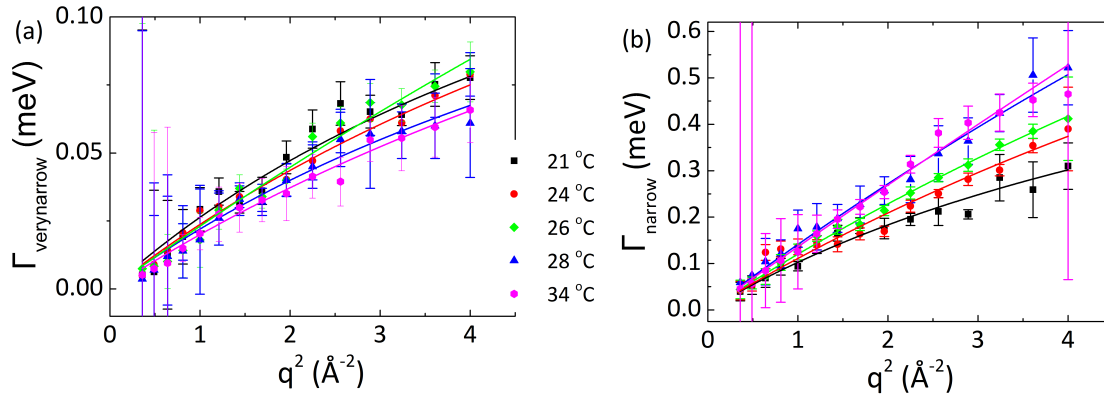 (a)
Γverynarrow (meV)
0.10
0.05
0.00
0 1 2 3 4
q² (Å⁻²)
21 °C
24 °C
26 °C
28 °C
34 °C
(b)
Γnarrow (meV)
0.6
0.5
0.4
0.3
0.2
0.1
0.0
0 1 2 3 4
q² (Å⁻²)